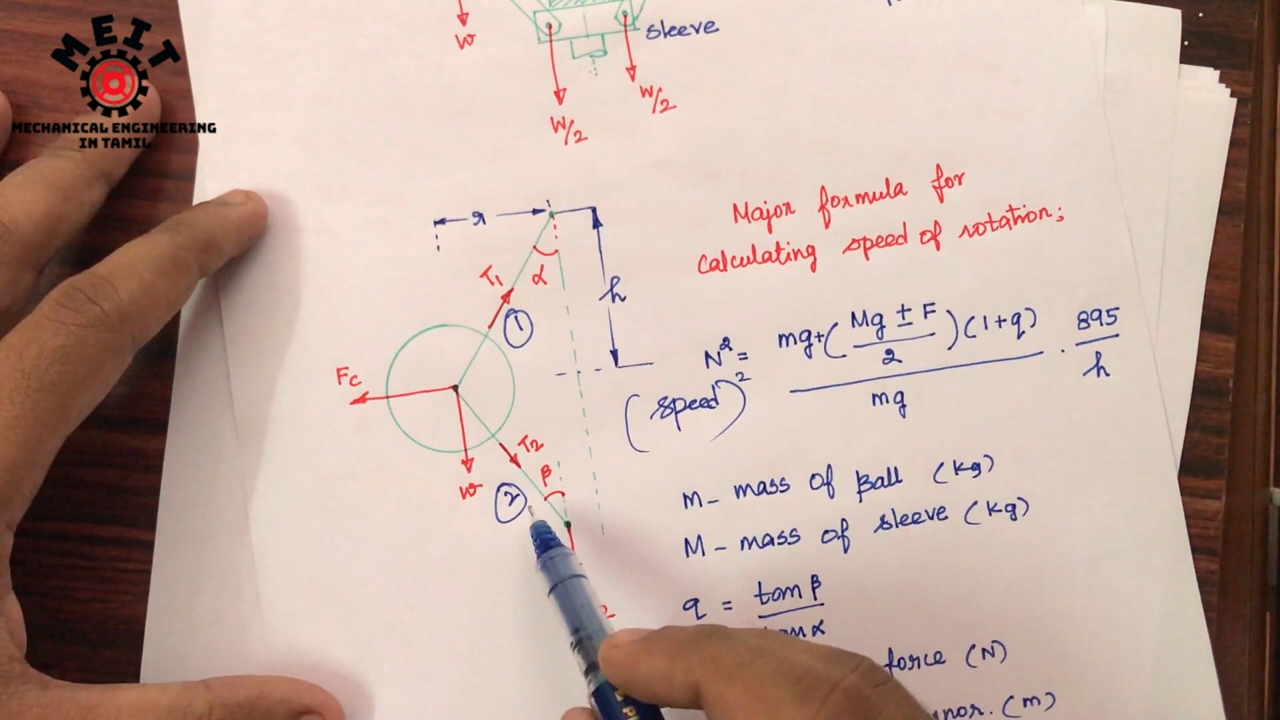 MEIT
MECHANICAL ENGINEERING
IN TAMIL
W
sleeve
W/2
W/2
r
T1
α
h
1
Fc
W
T2
β
2
Major formula for
calculating speed of rotation;
N² = mg+(Mg ± F/2)(1+q)/mg · 895/h
(speed)²
m - mass of Ball (kg)
M - mass of sleeve (kg)
q = tan β/tan α
force (N)
(m)